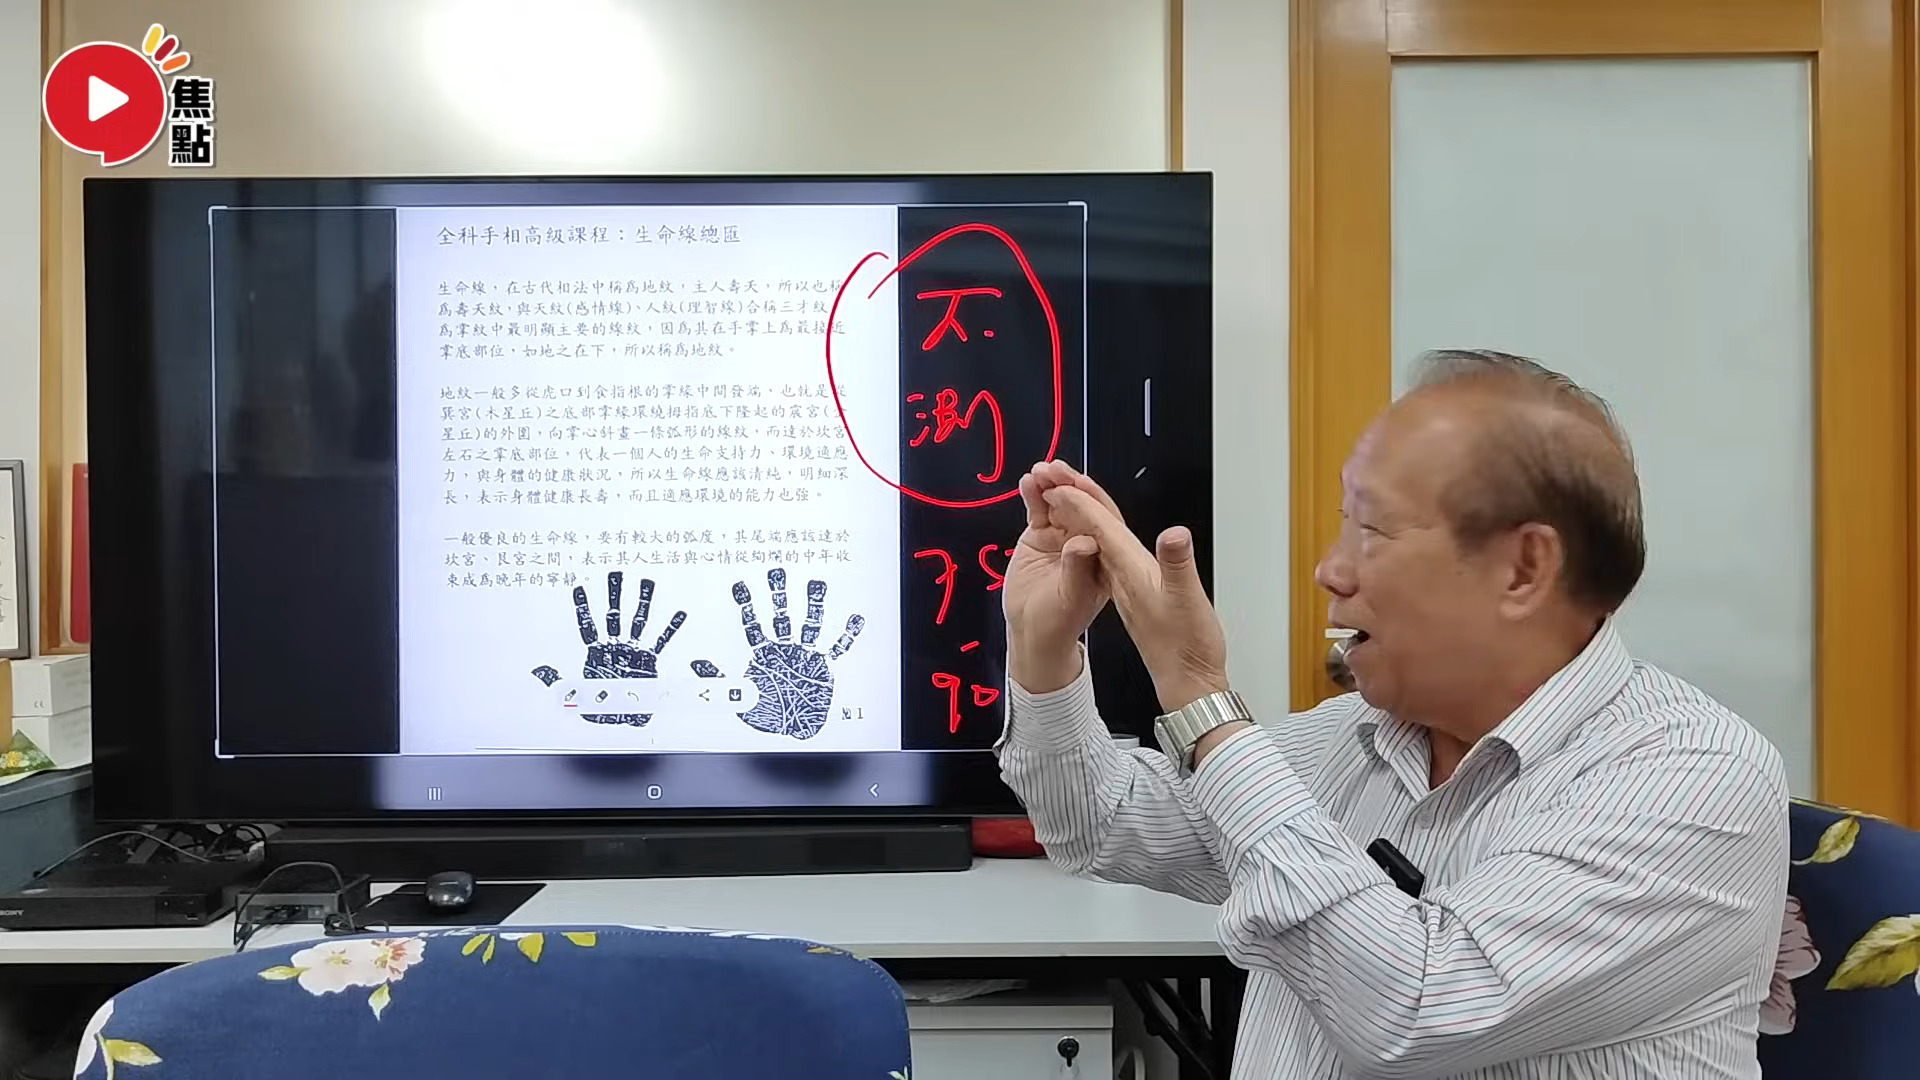 焦
點
全科手相高級課程：生命線總匯
生命線，在古代相法中稱為地紋，主人壽夭，所以也稱
為壽夭紋，與天紋(感情線)、人紋(理智線)合稱三才紋
為掌紋中最明顯主要的線紋，因為其在手掌上為最接近
掌底部位，如地之在下，所以稱為地紋。
地紋一般多從虎口到食指根的掌緣中間發端、也就是從
巽宮(木星丘)之底部掌緣環繞拇指底下隆起的震宮(金
星丘)的外圍，向掌心斜畫一條弧形的線紋，而達於坎宮
左右之掌底部位，代表一個人的生命支持力、環境適應
力，與身體的健康狀況，所以生命線應該清純，明細深
長，表示身體健康長壽，而且適應環境的能力也強。
一般優良的生命線，要有較大的弧度，其尾端應該達於
坎宮、艮宮之間，表示其人生活與心情從絢爛的中年收
束成為晚年的寧靜。
№1
不
測
75
-
90
SONY